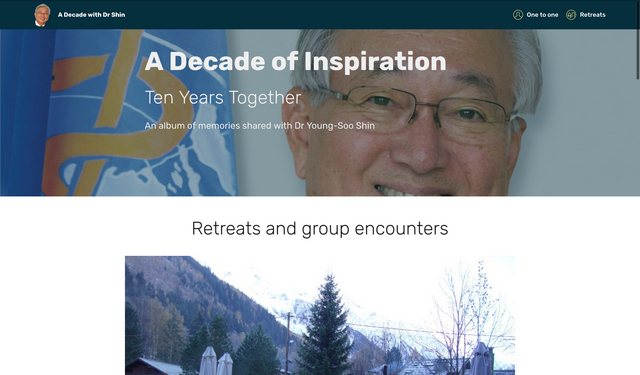 A Decade with Dr Shin
One to one
Retreats
A Decade of Inspiration
Ten Years Together
An album of memories shared with Dr Young-Soo Shin
Retreats and group encounters